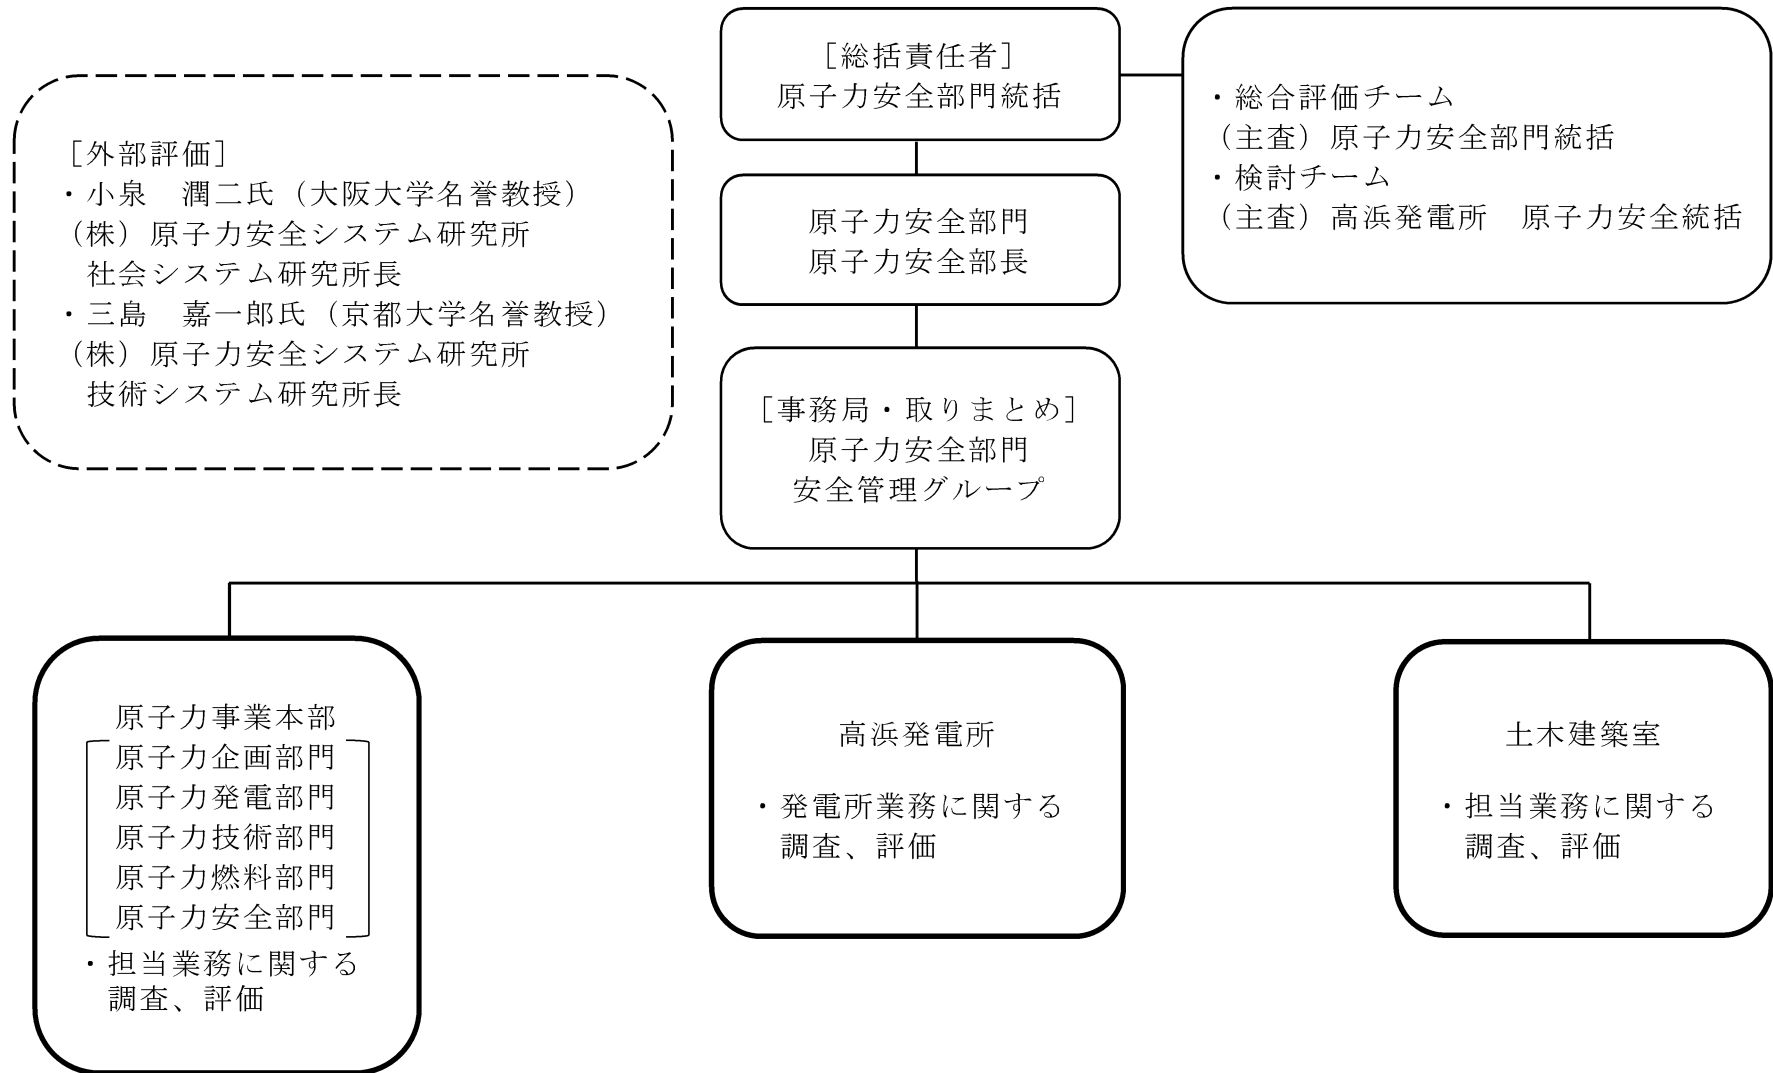 ［総括責任者］
原子力安全部門統括
・総合評価チーム
（主査）原子力安全部門統括
・検討チーム
（主査）高浜発電所　原子力安全統括
［外部評価］
・小泉　潤二氏（大阪大学名誉教授）
（株）原子力安全システム研究所
社会システム研究所長
・三島　嘉一郎氏（京都大学名誉教授）
（株）原子力安全システム研究所
技術システム研究所長
原子力安全部門
原子力安全部長
［事務局・取りまとめ］
原子力安全部門
安全管理グループ
原子力事業本部
原子力企画部門
原子力発電部門
原子力技術部門
原子力燃料部門
原子力安全部門
・担当業務に関する
調査、評価
高浜発電所
・発電所業務に関する
調査、評価
土木建築室
・担当業務に関する
調査、評価